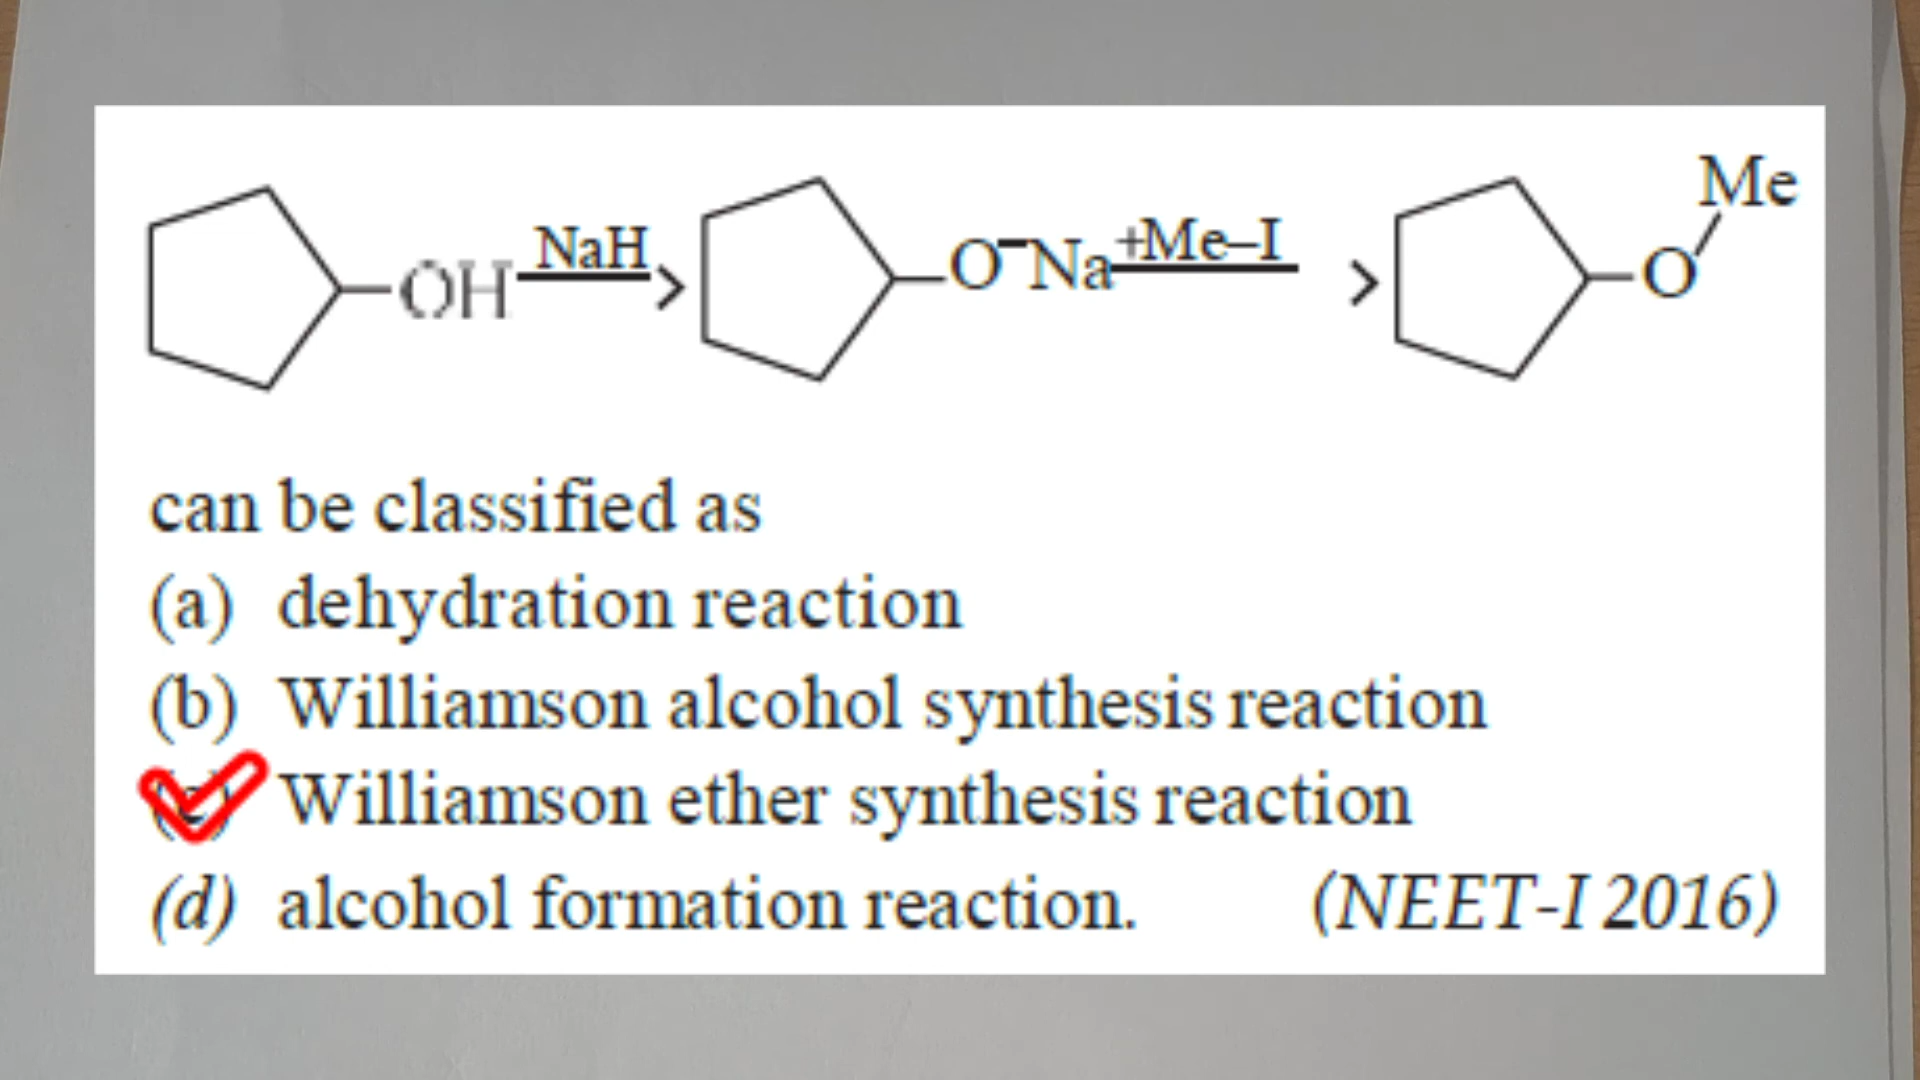 OH NaH O⁻Na⁺ Me–I O Me
can be classified as
(a) dehydration reaction
(b) Williamson alcohol synthesis reaction
(c) Williamson ether synthesis reaction
(d) alcohol formation reaction. (NEET-I 2016)